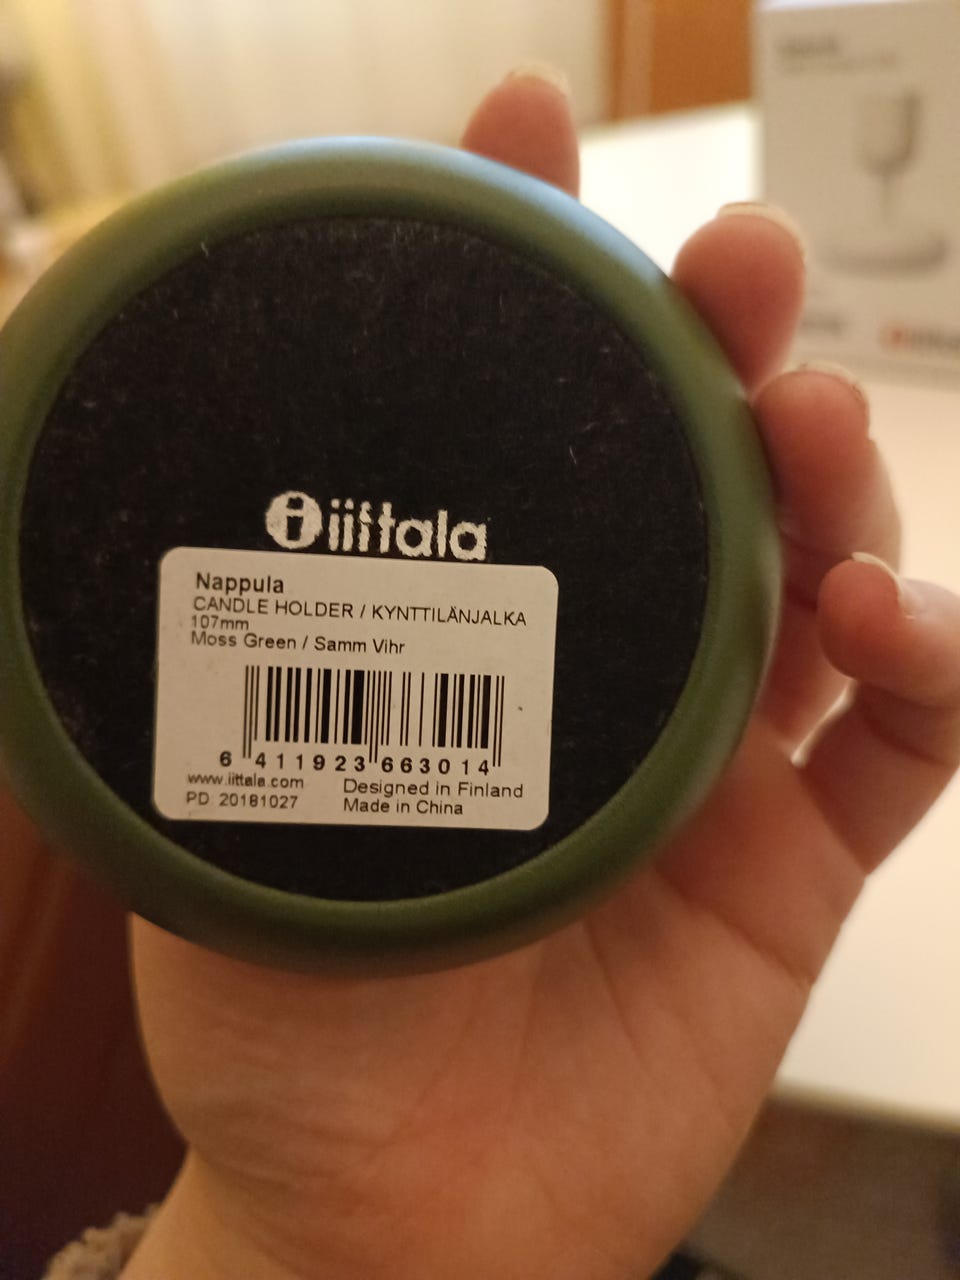 iittala
Nappula
CANDLE HOLDER / KYNTTILÄNJALKA
107mm
Moss Green / Samm Vihr
6 411923 663014
www.iittala.com
PD: 20181027
Designed in Finland
Made in China